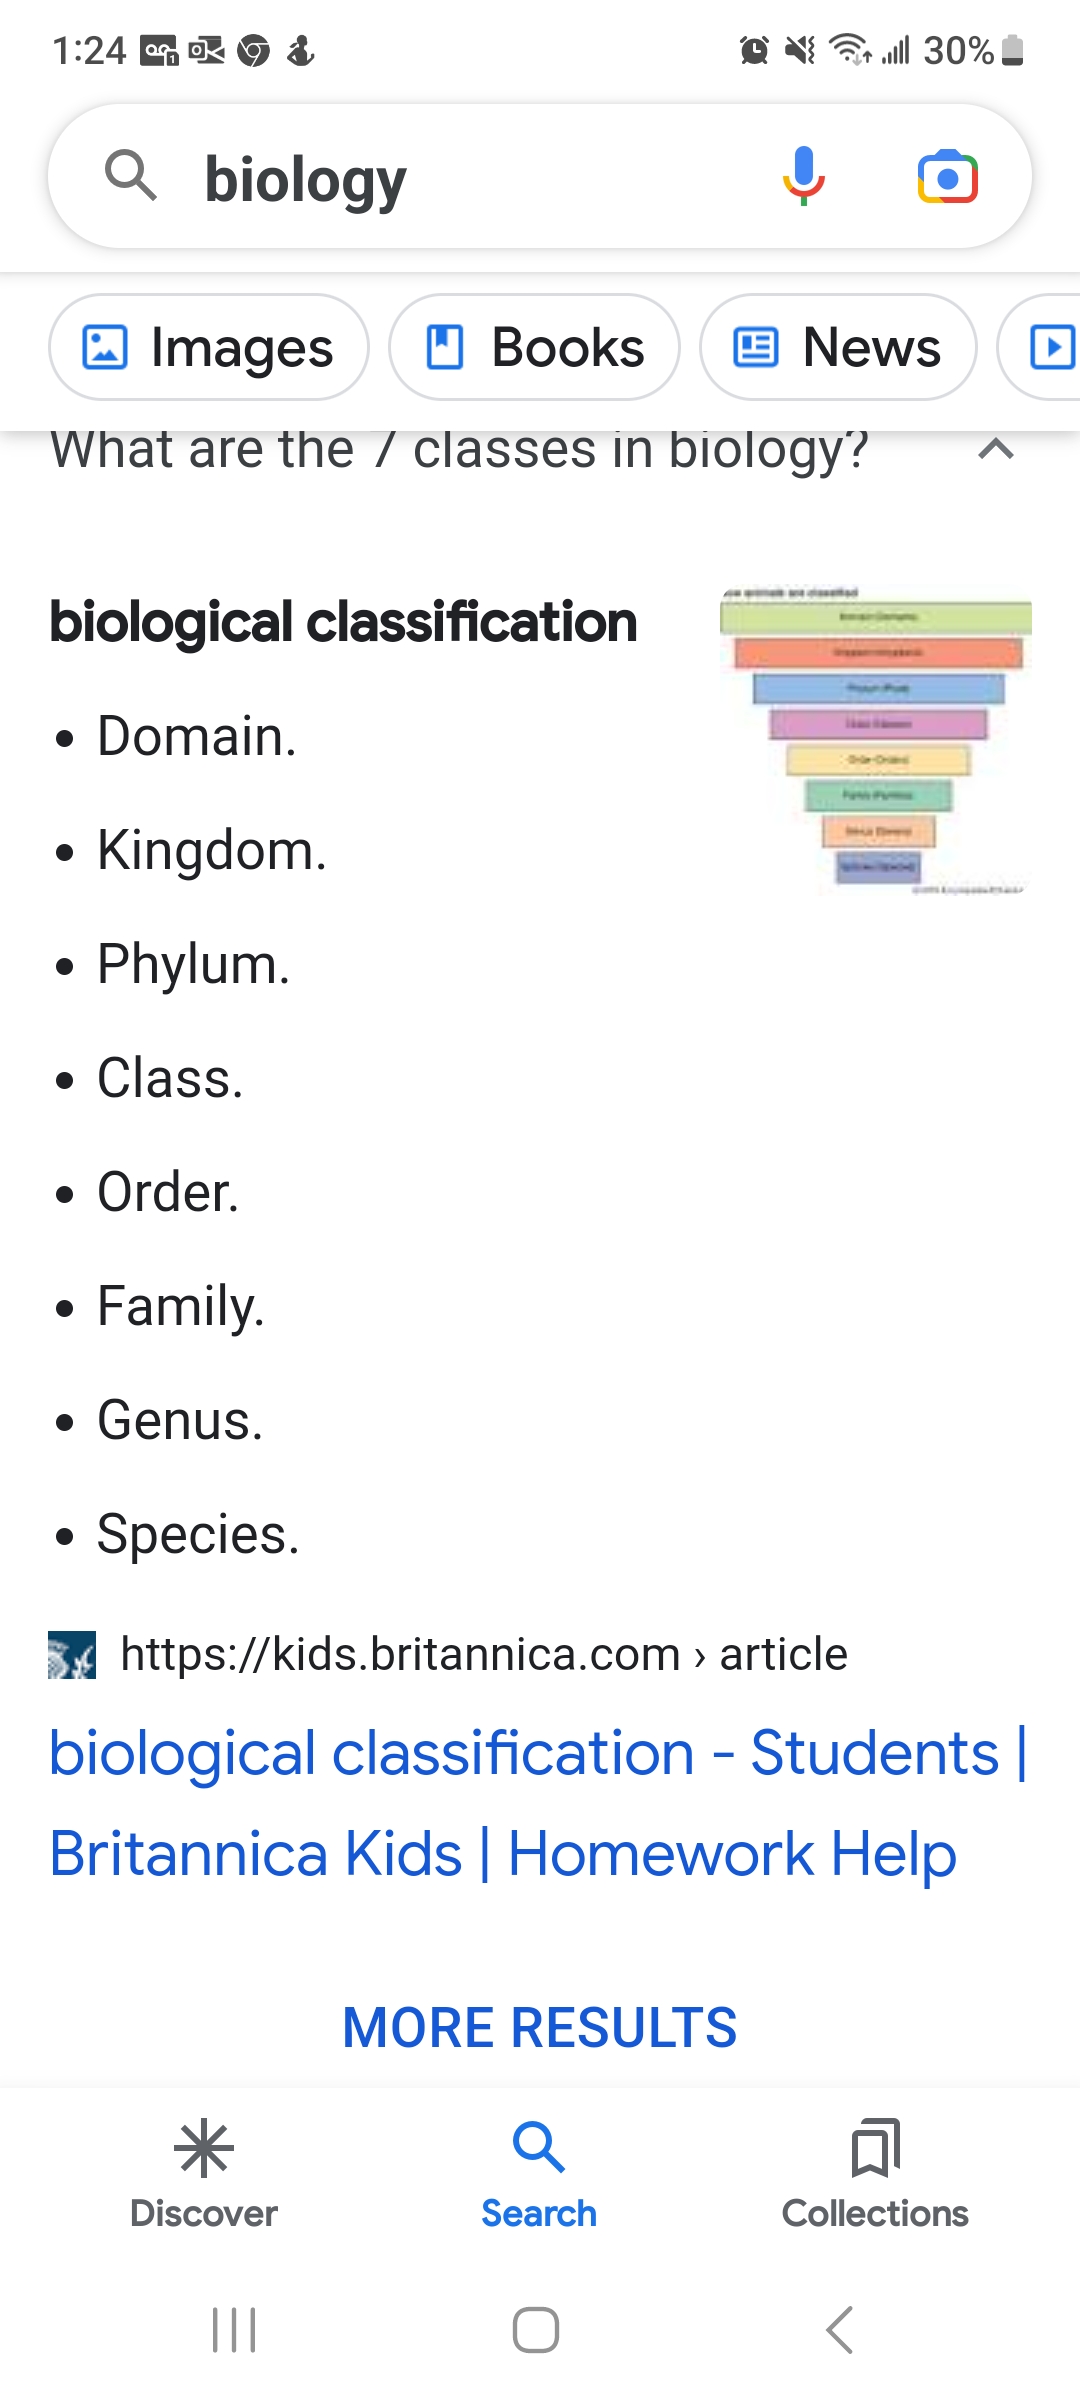 1:24
30%
biology
Images Books News
What are the 7 classes in biology?
biological classification
• Domain.
• Kingdom.
• Phylum.
• Class.
• Order.
• Family.
• Genus.
• Species.
https://kids.britannica.com › article
biological classification - Students |
Britannica Kids | Homework Help
MORE RESULTS
Discover Search Collections